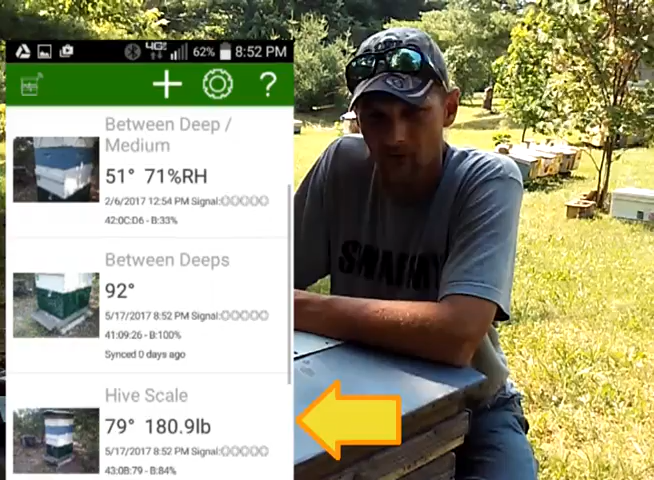 4G 62% 8:52 PM
+ ?
Between Deep /
Medium
51° 71%RH
2/6/2017 12:54 PM Signal:
42:0C:D6 - B:33%
Between Deeps
92°
5/17/2017 8:52 PM Signal:
41:09:26 - B:100%
Synced 0 days ago
Hive Scale
79° 180.9lb
5/17/2017 8:52 PM Signal:
43:0B:79 - B:84%